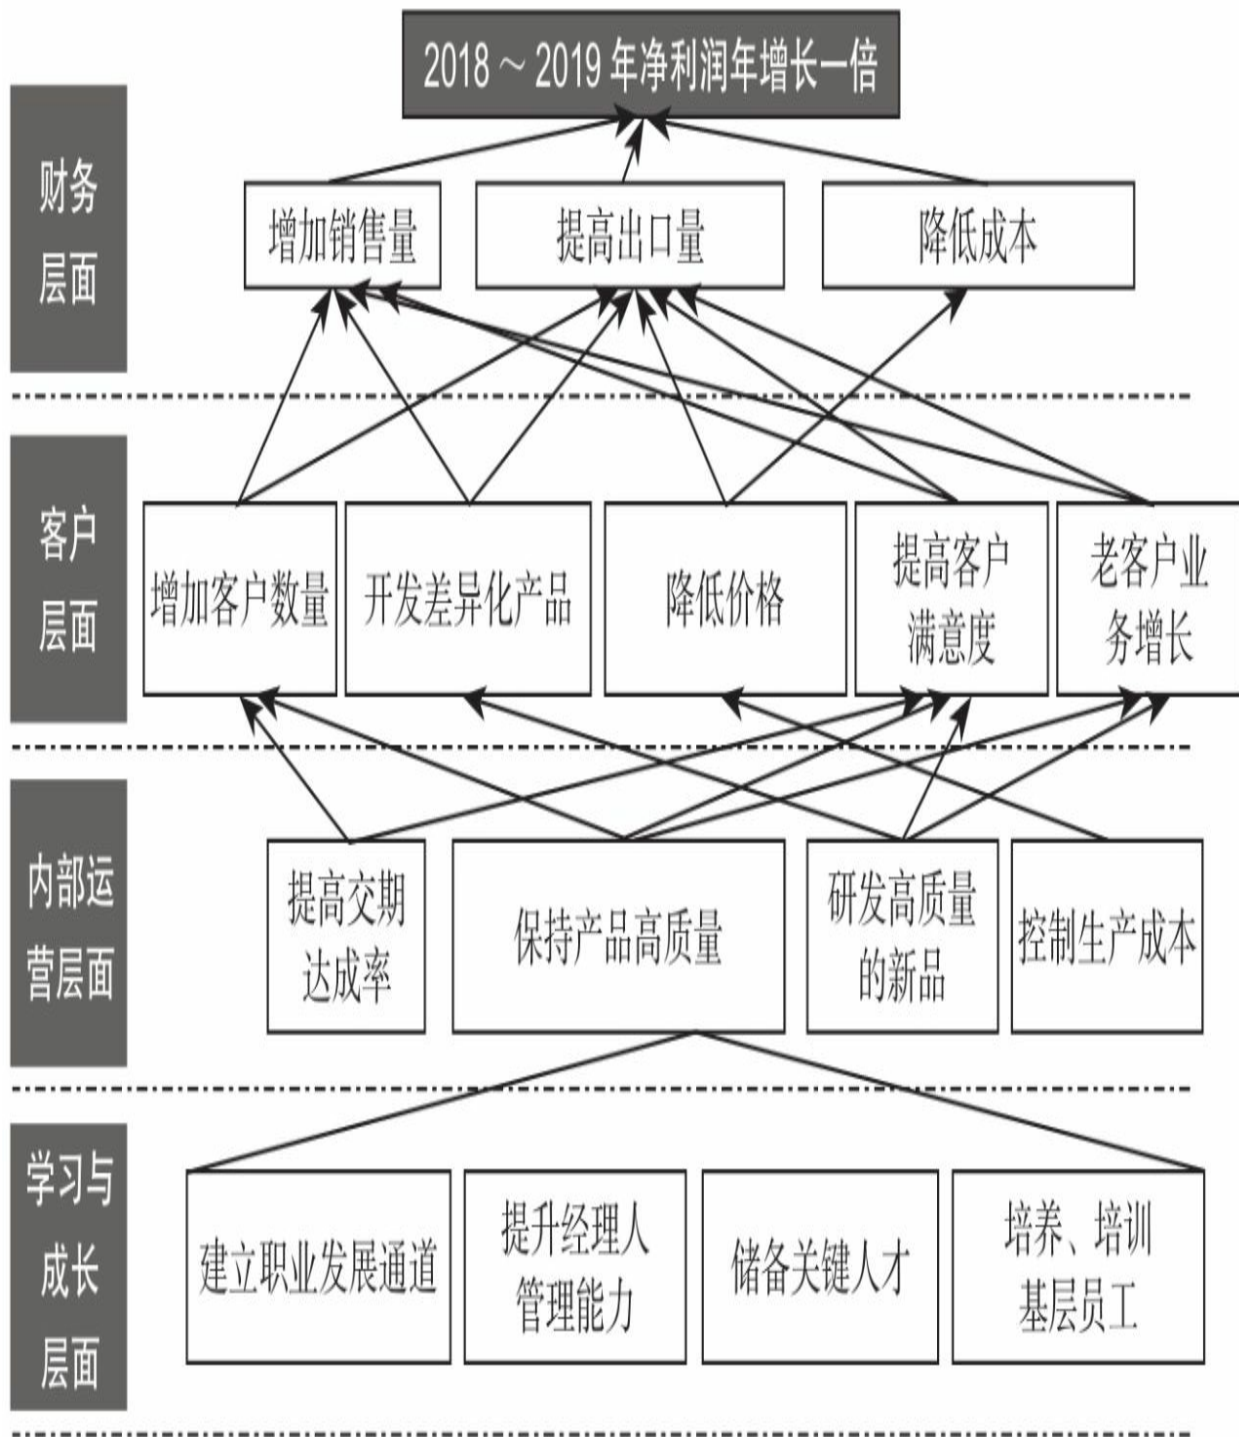 2018～2019年净利润年增长一倍
财务
层面
增加销售量
提高出口量
降低成本
客户
层面
增加客户数量
开发差异化产品
降低价格
提高客户
满意度
老客户业
务增长
内部运
营层面
提高交期
达成率
保持产品高质量
研发高质量
的新品
控制生产成本
学习与
成长
层面
建立职业发展通道
提升经理人
管理能力
储备关键人才
培养、培训
基层员工